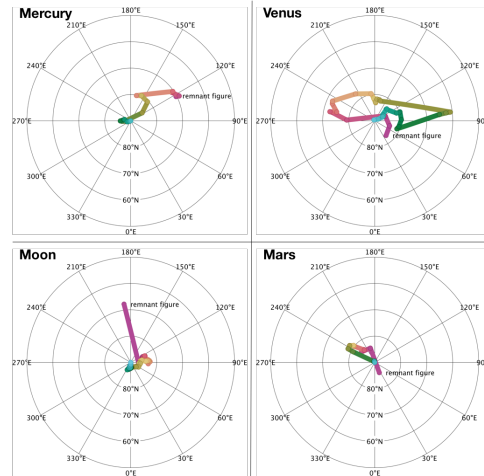 Mercury
180°E
210°E
150°E
240°E
120°E
remnant figure
270°E
90°
80°N
300°E
60°E
70°N
60°N
330°E
30°E
0°E
Venus
180°E
210°E
150°E
240°E
120°E
270°E
90
remnant figure
80°N
300°E
60°E
70°N
60°N
330°E
30°E
0°E
Moon
180°E
210°E
150°E
remnant figure
240°E
120°E
270°E
90°
80°N
300°E
60°E
70°N
60°N
330°E
30°E
0°E
Mars
180°E
210°E
150°E
240°E
120°E
270°E
90
remnant figure
80°N
300°E
60°E
70°N
60°N
330°E
30°E
0°E